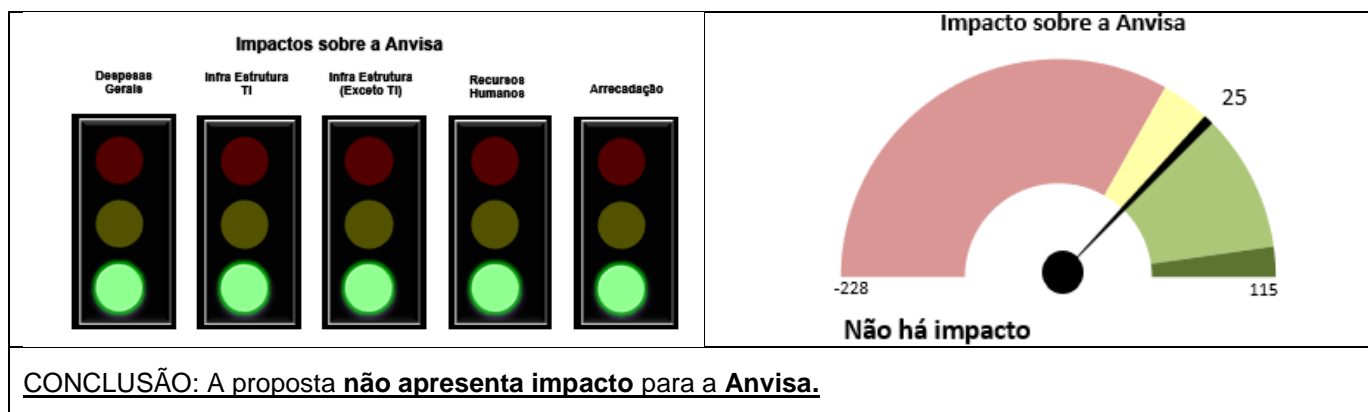 Impactos sobre a Anvisa
Despesas
Gerais
Infra Estrutura
TI
Infra Estrutura
(Exceto TI)
Recursos
Humanos
Arrecadação
Impacto sobre a Anvisa
25
-228
115
Não há impacto
CONCLUSÃO: A proposta não apresenta impacto para a Anvisa.